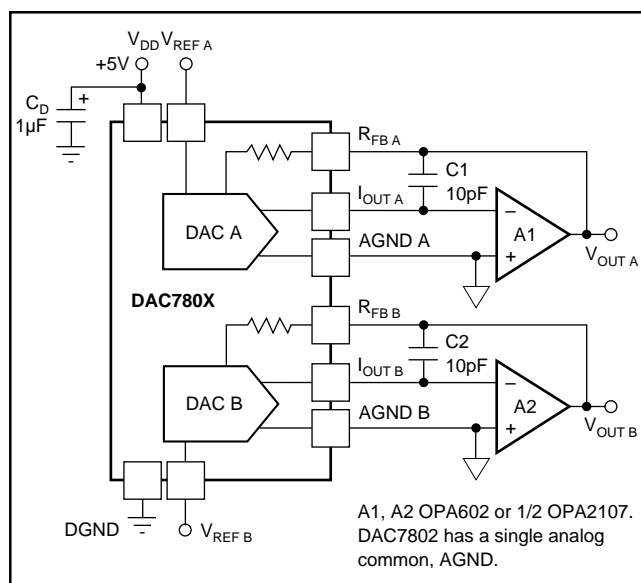 V_DD V_REF A
+5V
C_D
+
1µF
R_FB A
C1
10pF
I_OUT A
DAC A
AGND A
–
A1
+
V_OUT A
DAC780X
R_FB B
C2
10pF
I_OUT B
DAC B
AGND B
–
A2
+
V_OUT B
DGND
V_REF B
A1, A2 OPA602 or 1/2 OPA2107.
DAC7802 has a single analog
common, AGND.